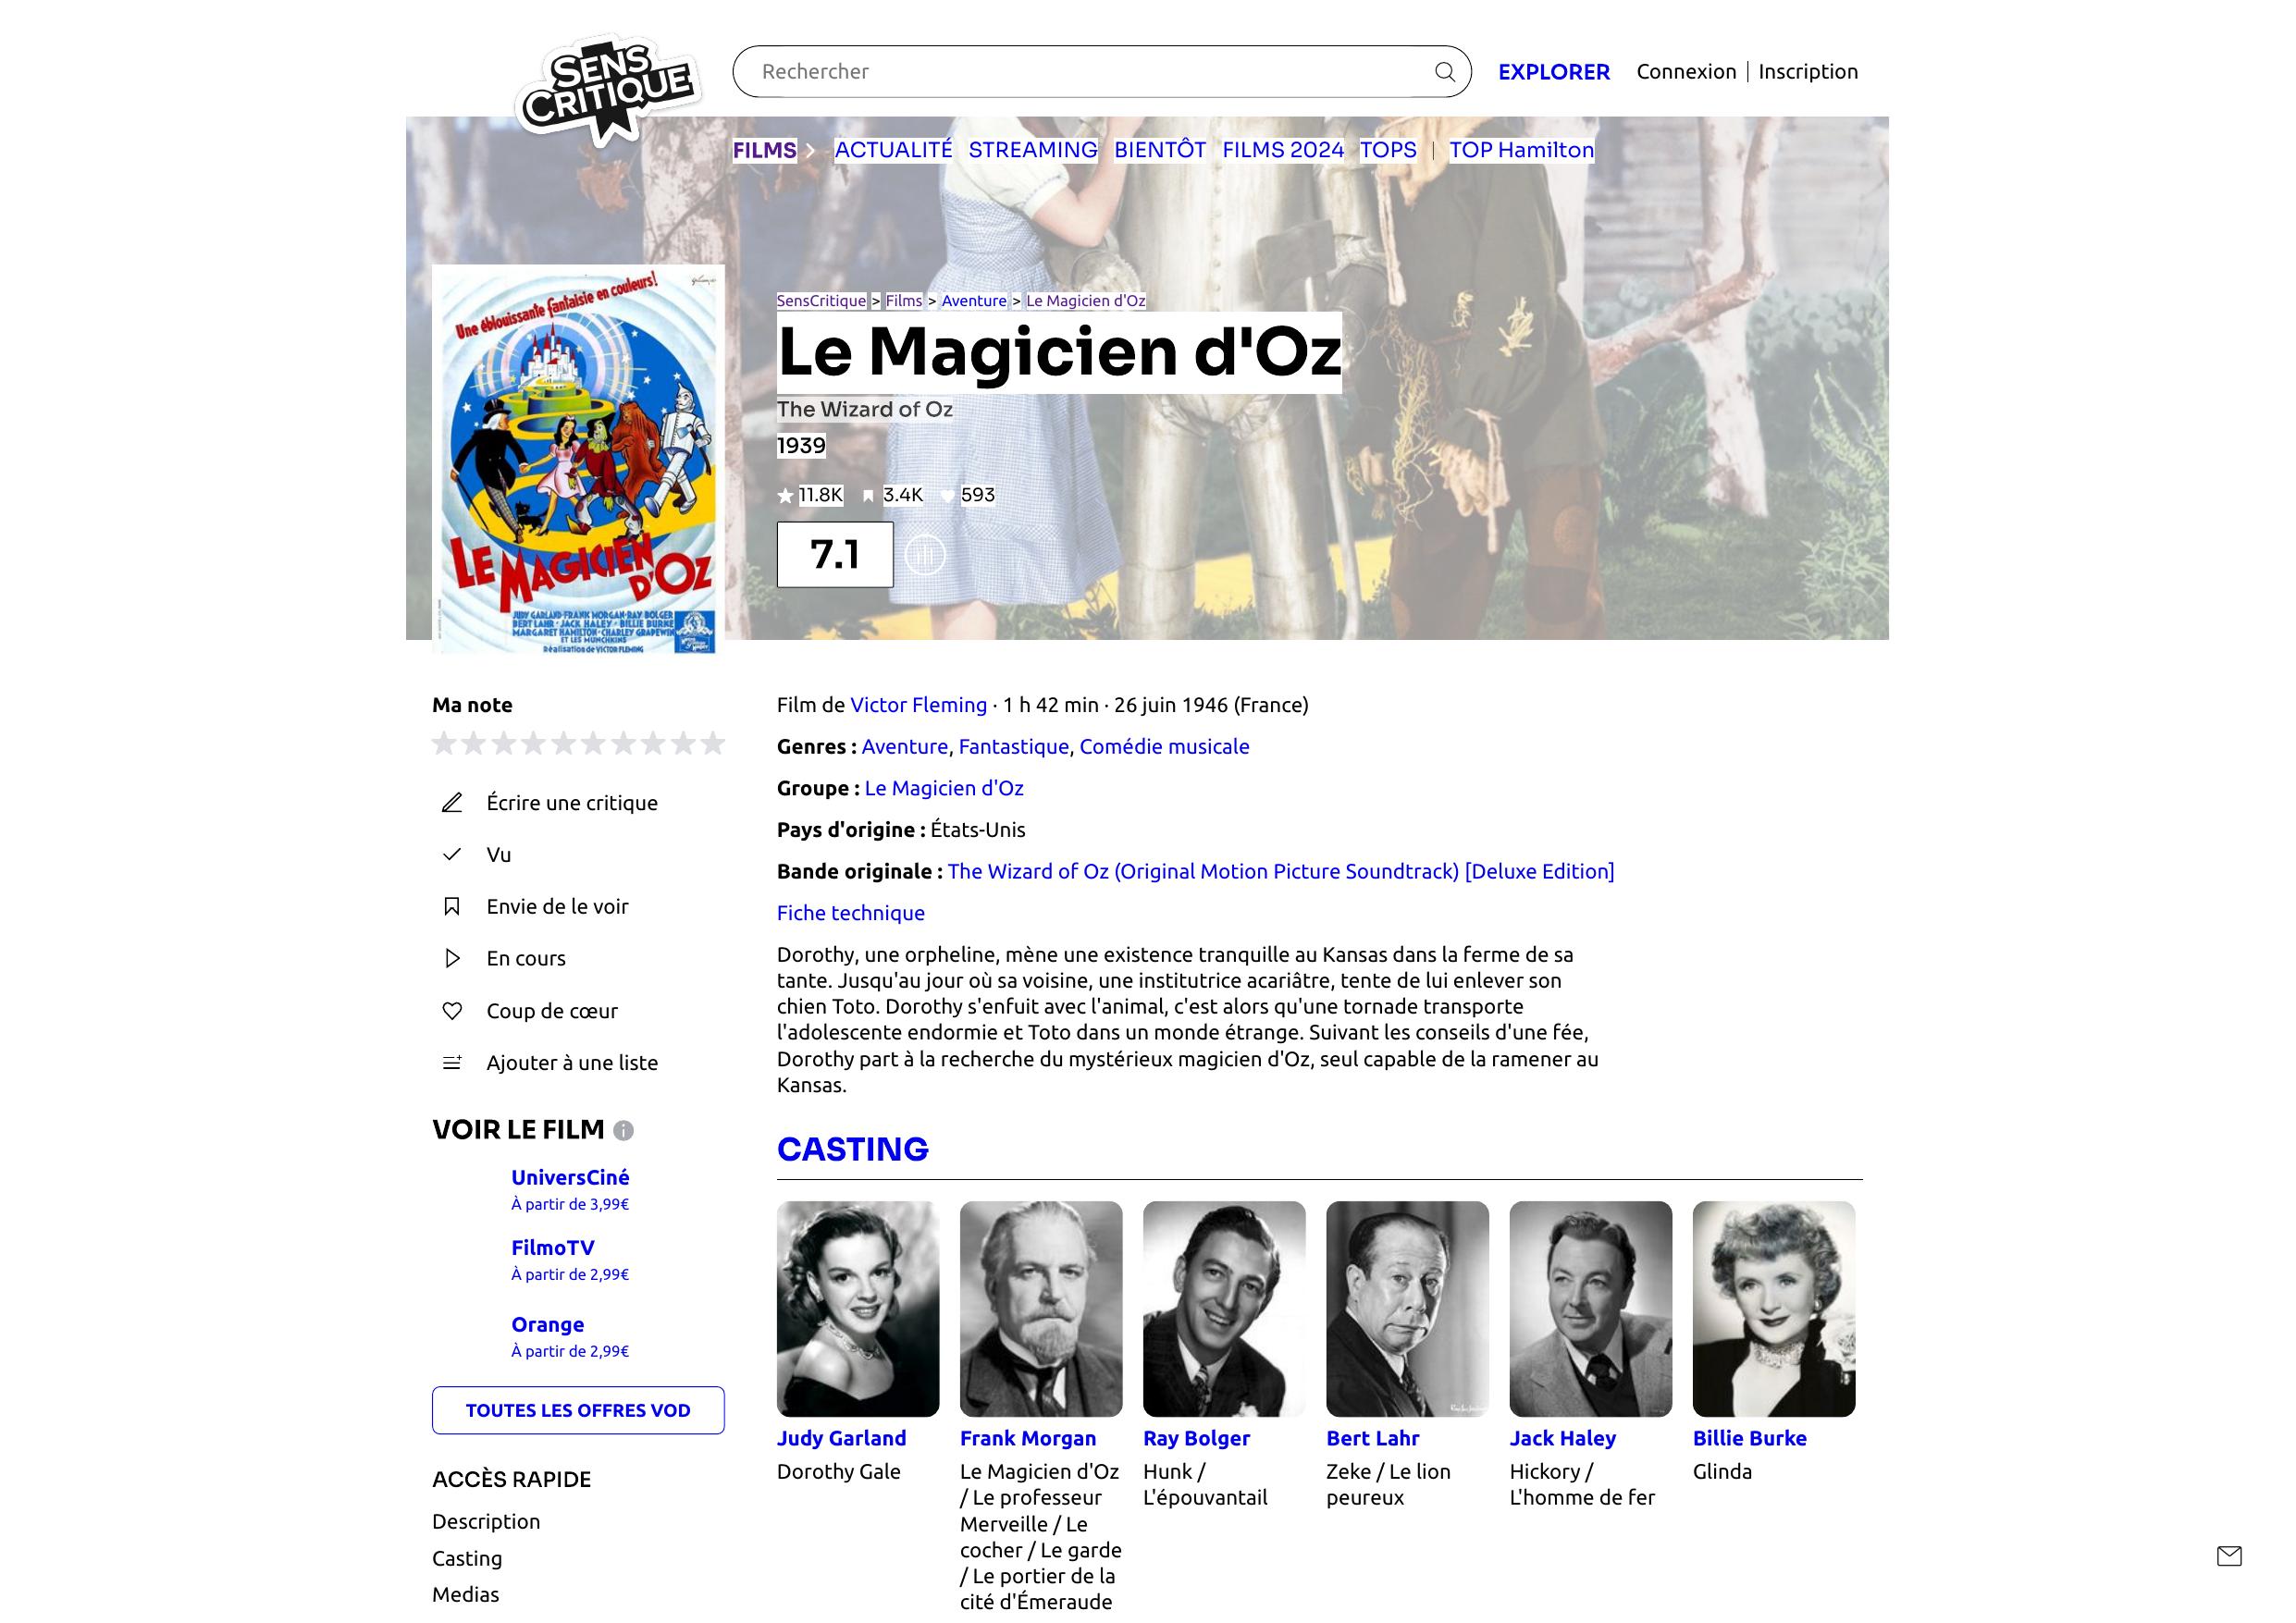 SENS
CRITIQUE
Rechercher
EXPLORER
Connexion | Inscription
FILMS
ACTUALITÉ STREAMING BIENTÔT FILMS 2024 TOPS | TOP Hamilton
Une éblouissante fantaisie en couleurs!
LE MAGICIEN D'OZ
JUDY GARLAND·FRANK MORGAN·RAY BOLGER
BERT LAHR·JACK HALEY·BILLIE BURKE
MARGARET HAMILTON·CHARLEY GRAPEWIN
ET LES MUNCHKINS
Réalisation de VICTOR FLEMING
SensCritique > Films > Aventure > Le Magicien d'Oz
Le Magicien d'Oz
The Wizard of Oz
1939
11.8K 3.4K 593
7.1
Ma note
Écrire une critique
Vu
Envie de le voir
En cours
Coup de cœur
Ajouter à une liste
VOIR LE FILM
UniversCiné
À partir de 3,99€
FilmoTV
À partir de 2,99€
Orange
À partir de 2,99€
TOUTES LES OFFRES VOD
ACCÈS RAPIDE
Description
Casting
Medias
Film de Victor Fleming · 1 h 42 min · 26 juin 1946 (France)
Genres : Aventure, Fantastique, Comédie musicale
Groupe : Le Magicien d'Oz
Pays d'origine : États-Unis
Bande originale : The Wizard of Oz (Original Motion Picture Soundtrack) [Deluxe Edition]
Fiche technique
Dorothy, une orpheline, mène une existence tranquille au Kansas dans la ferme de sa
tante. Jusqu'au jour où sa voisine, une institutrice acariâtre, tente de lui enlever son
chien Toto. Dorothy s'enfuit avec l'animal, c'est alors qu'une tornade transporte
l'adolescente endormie et Toto dans un monde étrange. Suivant les conseils d'une fée,
Dorothy part à la recherche du mystérieux magicien d'Oz, seul capable de la ramener au
Kansas.
CASTING
Judy Garland
Dorothy Gale
Frank Morgan
Le Magicien d'Oz
/ Le professeur
Merveille / Le
cocher / Le garde
/ Le portier de la
cité d'Émeraude
Ray Bolger
Hunk /
L'épouvantail
Bert Lahr
Zeke / Le lion
peureux
Jack Haley
Hickory /
L'homme de fer
Billie Burke
Glinda